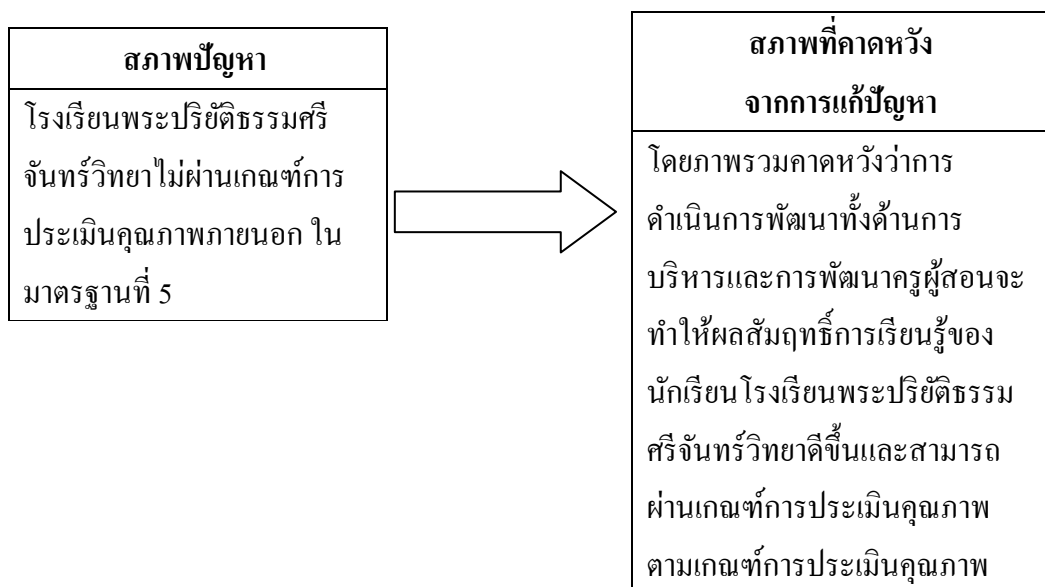 สภาพปัญหา
โรงเรียนพระปริยัติธรรมศรี
จันทร์วิทยาไม่ผ่านเกณฑ์การ
ประเมินคุณภาพภายนอก ใน
มาตรฐานที่ 5
สภาพที่คาดหวัง
จากการแก้ปัญหา
โดยภาพรวมคาดหวังว่าการ
ดำเนินการพัฒนาทั้งด้านการ
บริหารและการพัฒนาครูผู้สอนจะ
ทำให้ผลสัมฤทธิ์การเรียนรู้ของ
นักเรียนโรงเรียนพระปริยัติธรรม
ศรีจันทร์วิทยาดีขึ้นและสามารถ
ผ่านเกณฑ์การประเมินคุณภาพ
ตามเกณฑ์การประเมินคุณภาพ